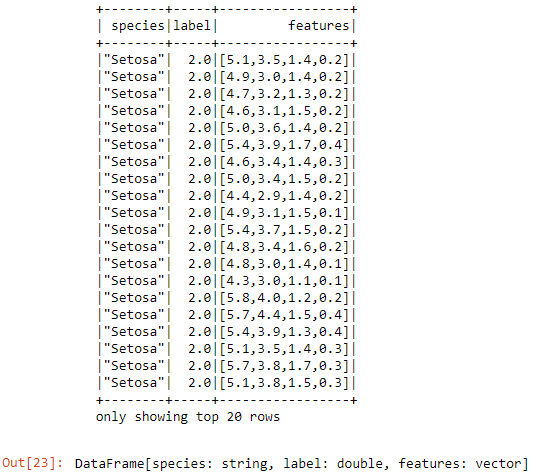 +--------+-----+-----------------+
| species|label|         features|
+--------+-----+-----------------+
|"Setosa"|  2.0|[5.1,3.5,1.4,0.2]|
|"Setosa"|  2.0|[4.9,3.0,1.4,0.2]|
|"Setosa"|  2.0|[4.7,3.2,1.3,0.2]|
|"Setosa"|  2.0|[4.6,3.1,1.5,0.2]|
|"Setosa"|  2.0|[5.0,3.6,1.4,0.2]|
|"Setosa"|  2.0|[5.4,3.9,1.7,0.4]|
|"Setosa"|  2.0|[4.6,3.4,1.4,0.3]|
|"Setosa"|  2.0|[5.0,3.4,1.5,0.2]|
|"Setosa"|  2.0|[4.4,2.9,1.4,0.2]|
|"Setosa"|  2.0|[4.9,3.1,1.5,0.1]|
|"Setosa"|  2.0|[5.4,3.7,1.5,0.2]|
|"Setosa"|  2.0|[4.8,3.4,1.6,0.2]|
|"Setosa"|  2.0|[4.8,3.0,1.4,0.1]|
|"Setosa"|  2.0|[4.3,3.0,1.1,0.1]|
|"Setosa"|  2.0|[5.8,4.0,1.2,0.2]|
|"Setosa"|  2.0|[5.7,4.4,1.5,0.4]|
|"Setosa"|  2.0|[5.4,3.9,1.3,0.4]|
|"Setosa"|  2.0|[5.1,3.5,1.4,0.3]|
|"Setosa"|  2.0|[5.7,3.8,1.7,0.3]|
|"Setosa"|  2.0|[5.1,3.8,1.5,0.3]|
+--------+-----+-----------------+
only showing top 20 rows
Out[23]: DataFrame[species: string, label: double, features: vector]